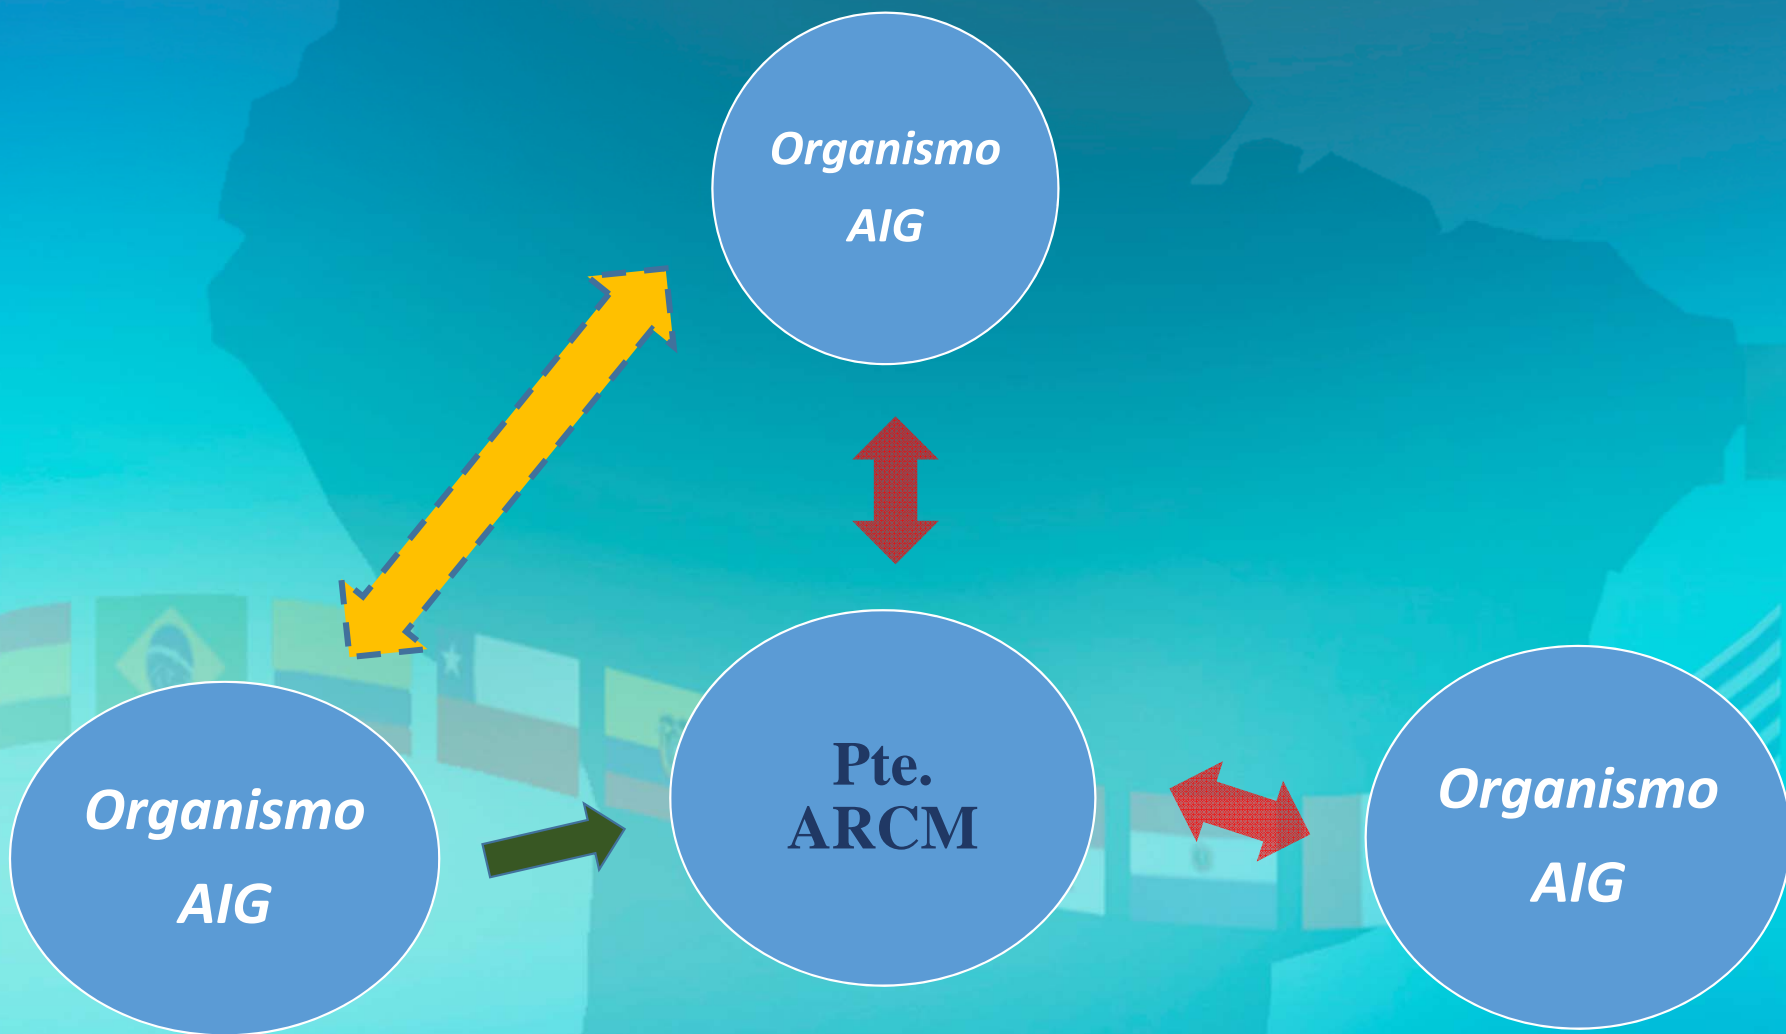 Organismo
AIG
Organismo
AIG
Pte.
ARCM
Organismo
AIG